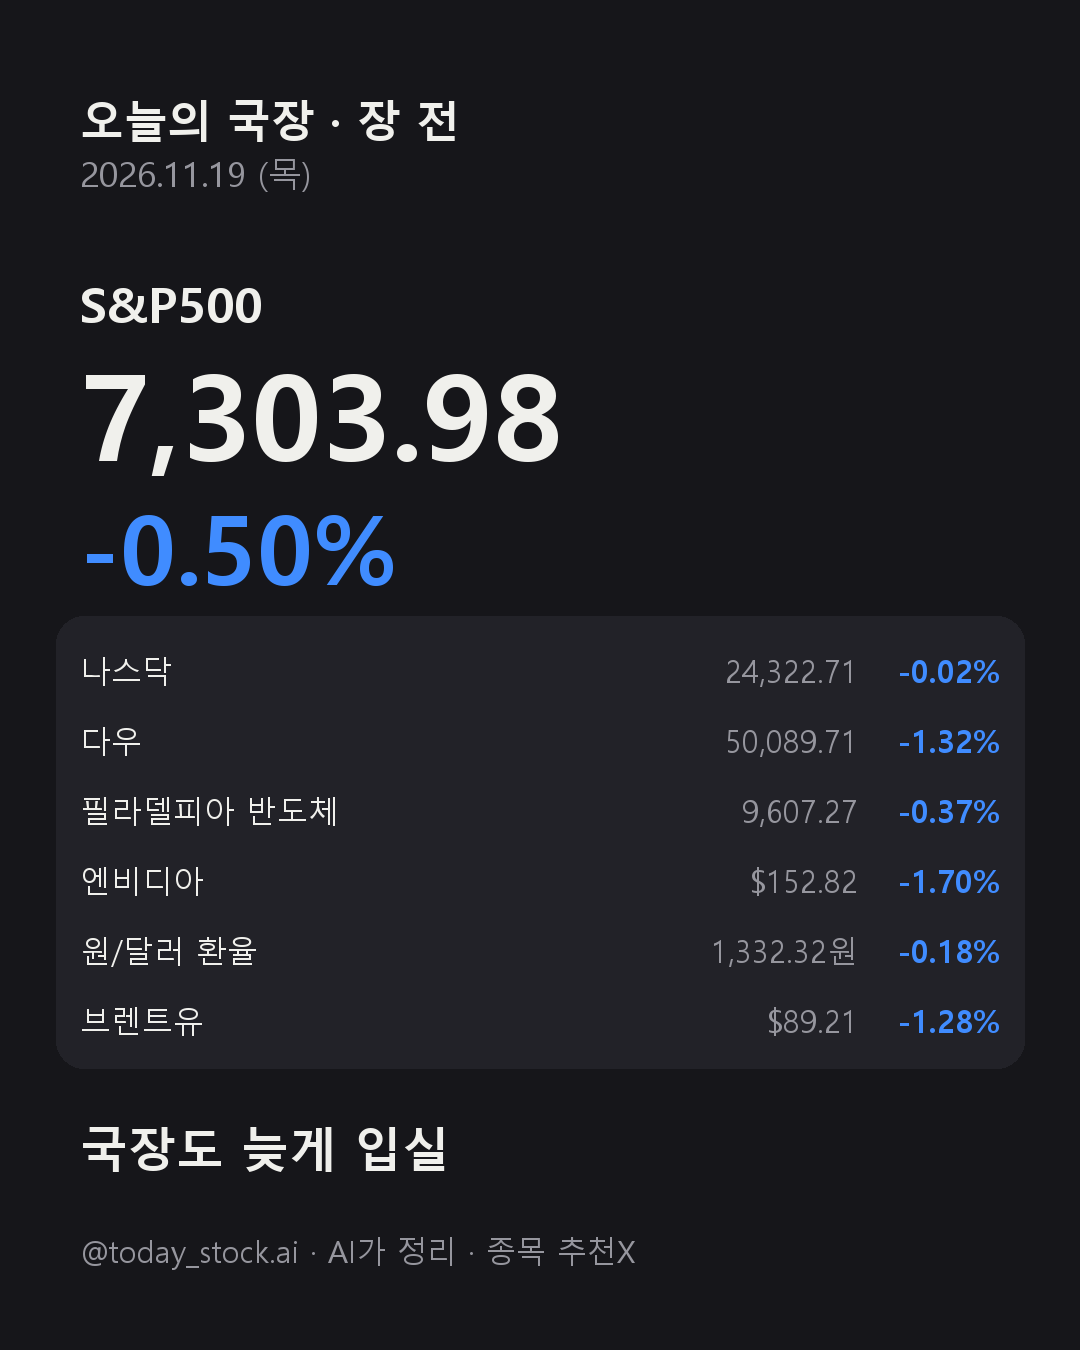 오늘의 국장 · 장 전
2026.11.19 (목)
S&P500
7,303.98
-0.50%
나스닥 24,322.71 -0.02%
다우 50,089.71 -1.32%
필라델피아 반도체 9,607.27 -0.37%
엔비디아 $152.82 -1.70%
원/달러 환율 1,332.32원 -0.18%
브렌트유 $89.21 -1.28%
국장도 늦게 입실
@today_stock.ai · AI가 정리 · 종목 추천X